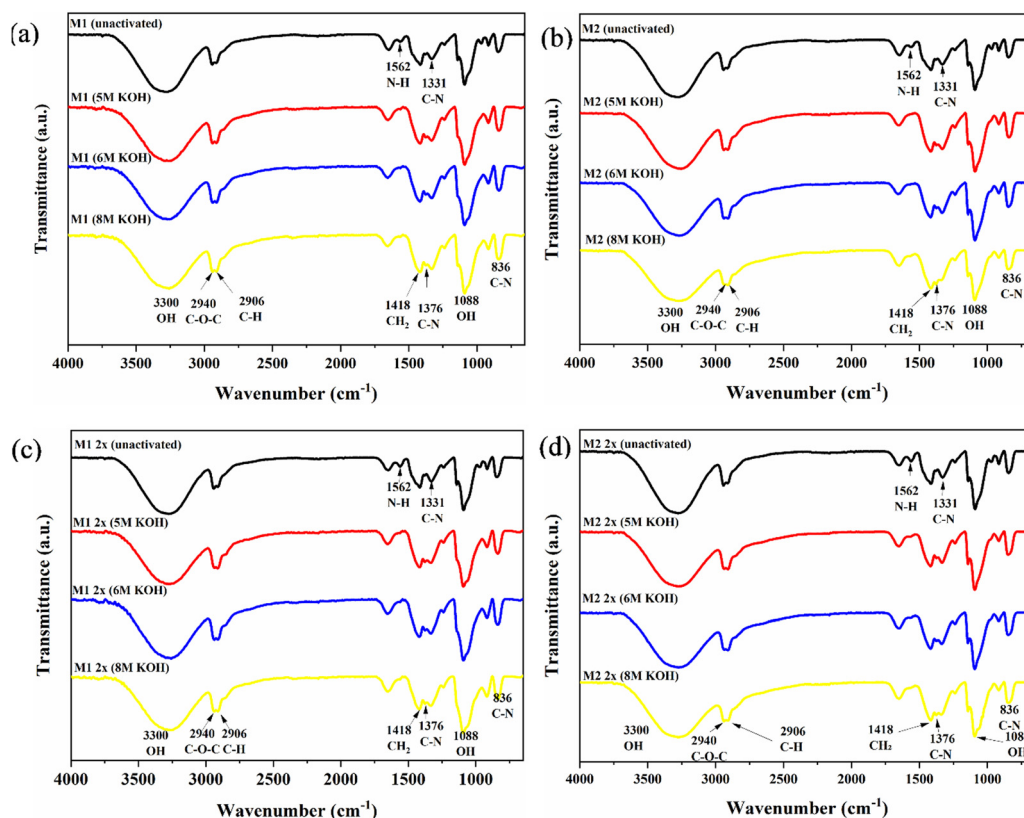 (a)
M1 (unactivated)
1562
N-H
1331
C-N
M1 (5M KOH)
M1 (6M KOH)
M1 (8M KOH)
3300
OH
2940
C-O-C
2906
C-H
1418
CH2
1376
C-N
1088
OH
836
C-N
Transmittance (a.u.)
4000 3500 3000 2500 2000 1500 1000
Wavenumber (cm-1)
(b)
M2 (unactivated)
1562
N-H
1331
C-N
M2 (5M KOH)
M2 (6M KOH)
M2 (8M KOH)
3300
OH
2940
C-O-C
2906
C-H
1418
CH2
1376
C-N
1088
OH
836
C-N
Transmittance (a.u.)
4000 3500 3000 2500 2000 1500 1000
Wavenumber (cm-1)
(c)
M1 2x (unactivated)
1562
N-H
1331
C-N
M1 2x (5M KOH)
M1 2x (6M KOH)
M1 2x (8M KOH)
3300
OH
2940
C-O-C
2906
C-H
1418
CH2
1376
C-N
1088
OH
836
C-N
Transmittance (a.u.)
4000 3500 3000 2500 2000 1500 1000
Wavenumber (cm-1)
(d)
M2 2x (unactivated)
1562
N-H
1331
C-N
M2 2x (5M KOH)
M2 2x (6M KOH)
M2 2x (8M KOH)
3300
OH
2940
C-O-C
2906
C-H
1418
CH2
1376
C-N
836
C-N
OH
Transmittance (a.u.)
4000 3500 3000 2500 2000 1500 1000
Wavenumber (cm-1)